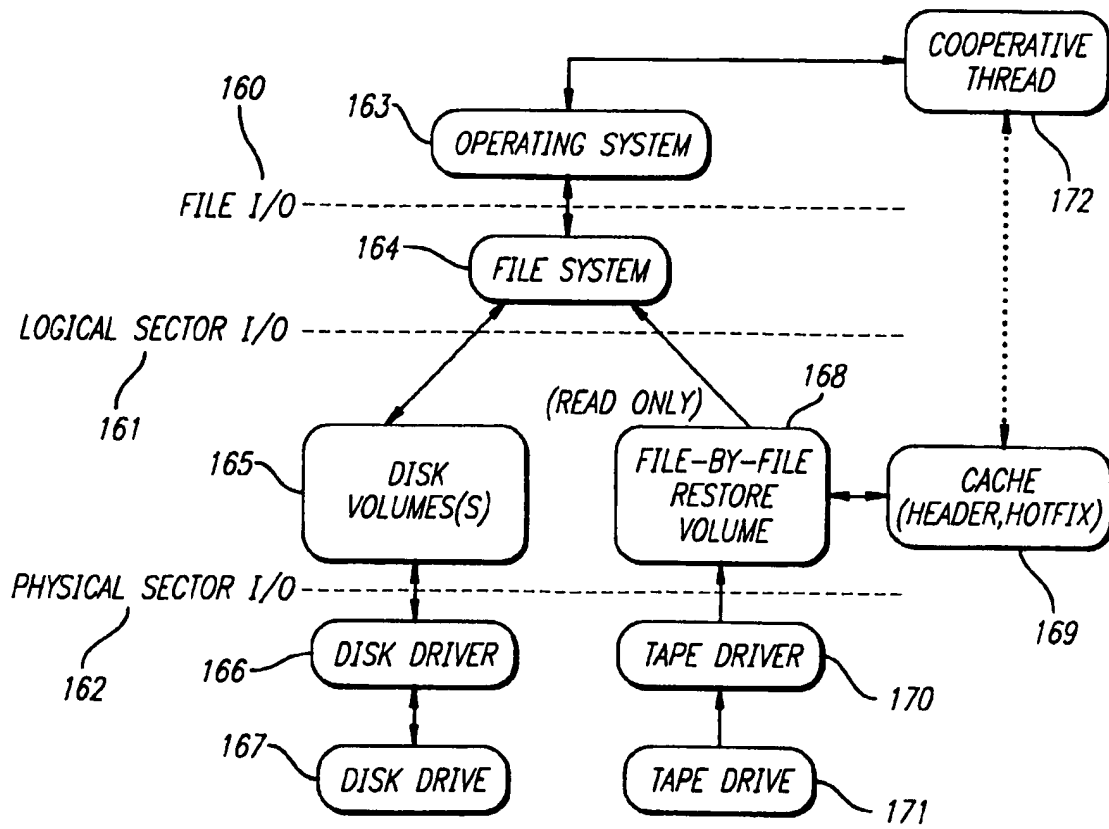 COOPERATIVE
THREAD
160
163
OPERATING SYSTEM
172
FILE I/O
164
FILE SYSTEM
LOGICAL SECTOR I/O
161
(READ ONLY)
168
165
DISK
VOLUMES(S)
FILE-BY-FILE
RESTORE
VOLUME
CACHE
(HEADER,HOTFIX)
PHYSICAL SECTOR I/O
169
162
166
DISK DRIVER
TAPE DRIVER
170
167
DISK DRIVE
TAPE DRIVE
171